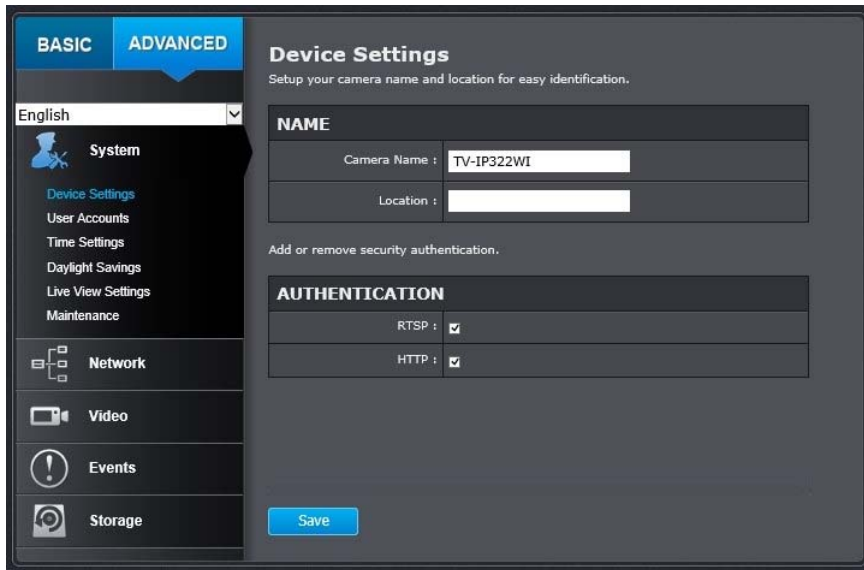 BASIC
ADVANCED
English
System
Device Settings
User Accounts
Time Settings
Daylight Savings
Live View Settings
Maintenance
Network
Video
Events
Storage
Device Settings
Setup your camera name and location for easy identification.
NAME
Camera Name : TV-IP322WI
Location :
Add or remove security authentication.
AUTHENTICATION
RTSP :
HTTP :
Save